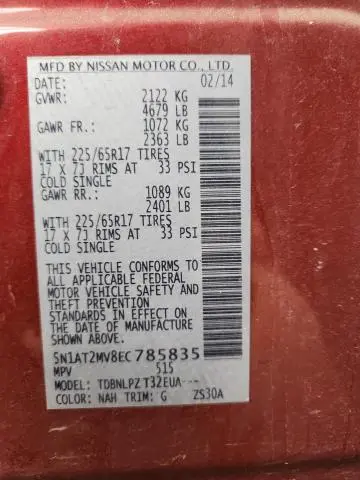 MFD BY NISSAN MOTOR CO., LTD.
DATE: 02/14
GVWR: 2122 KG
4679 LB
GAWR FR.: 1072 KG
2363 LB
WITH 225/65R17 TIRES
17 X 7J RIMS AT 33 PSI
COLD SINGLE
GAWR RR.: 1089 KG
2401 LB
WITH 225/65R17 TIRES
17 X 7J RIMS AT 33 PSI
COLD SINGLE
THIS VEHICLE CONFORMS TO
ALL APPLICABLE FEDERAL
MOTOR VEHICLE SAFETY AND
BUMPER STANDARDS IN EFFECT
ON THE DATE OF MANUFACTURE
SHOWN ABOVE.
5N1AT2MV8EC785835
MPV 515
MODEL: TDBNLPZ T32EUA---
COLOR: NAH TRIM: G ZS30A